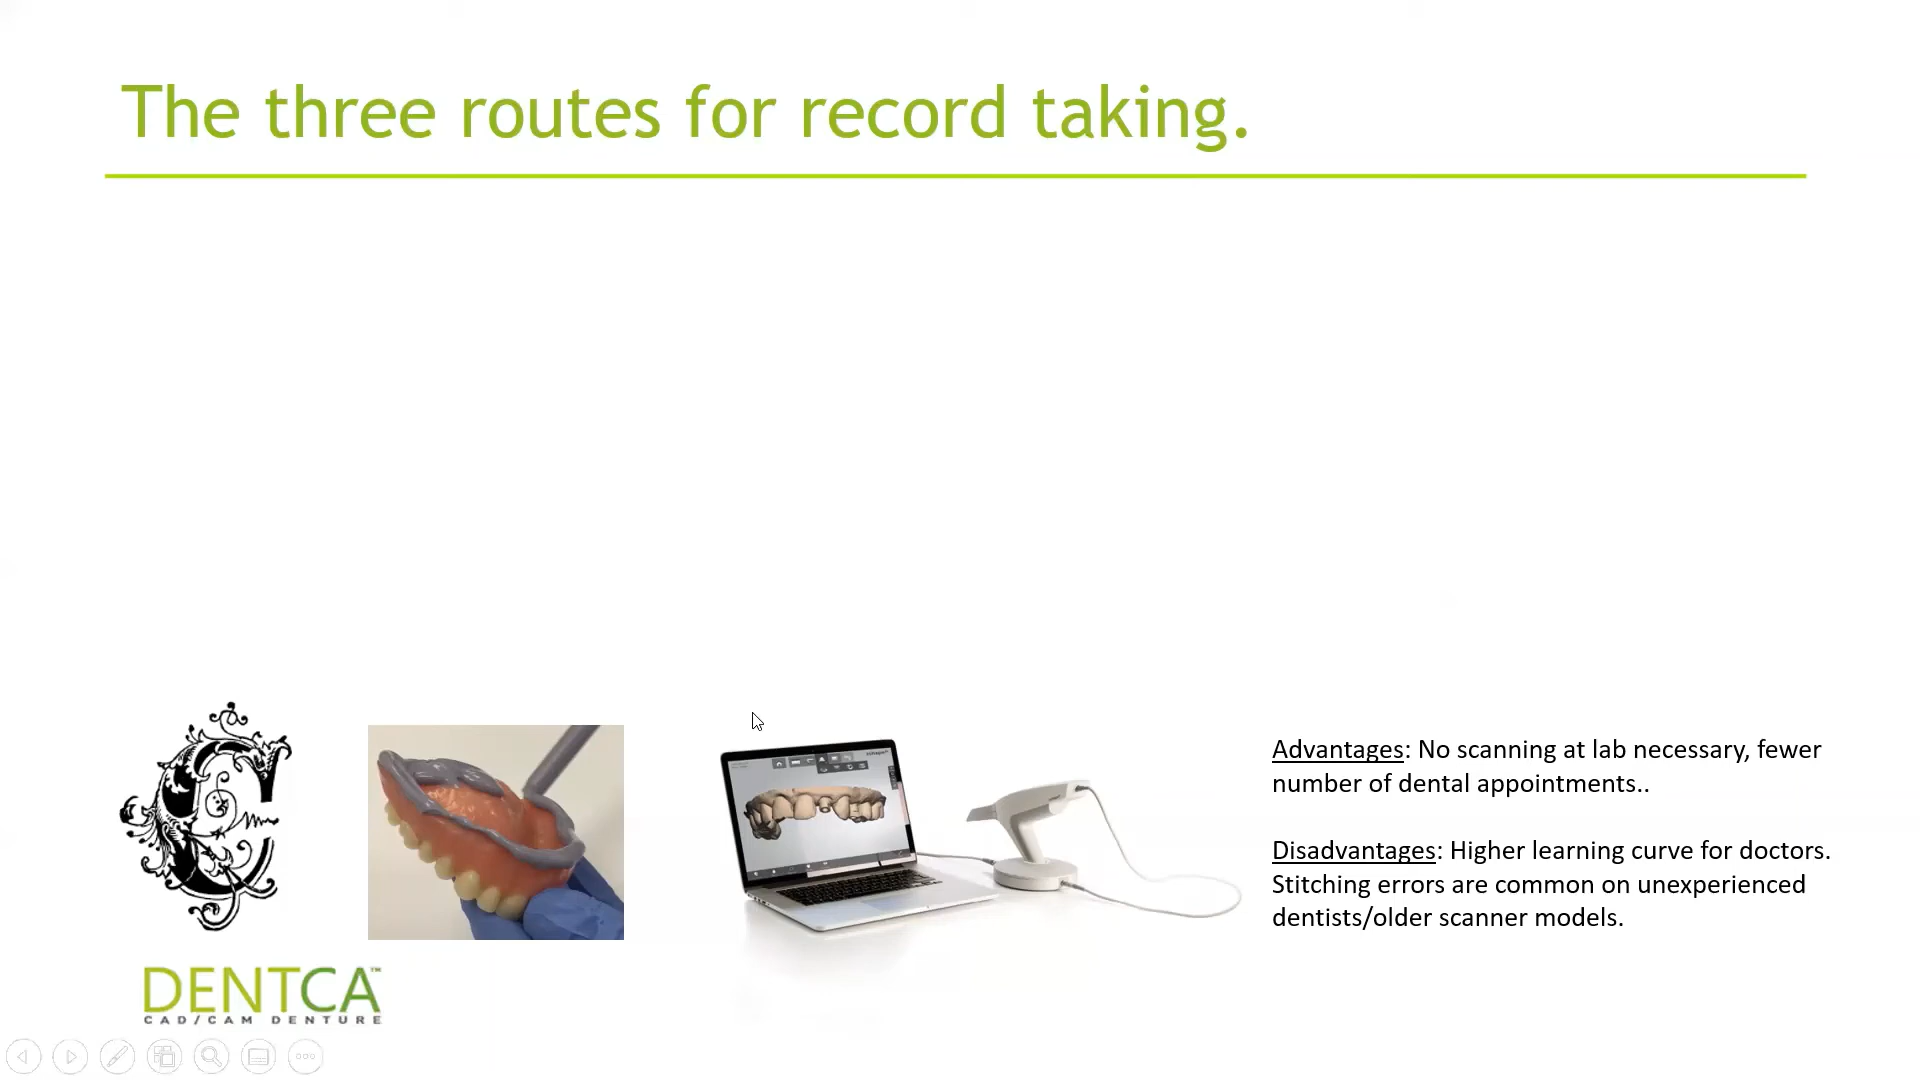 The three routes for record taking.
C
Advantages: No scanning at lab necessary, fewer
number of dental appointments..
Disadvantages: Higher learning curve for doctors.
Stitching errors are common on unexperienced
dentists/older scanner models.
DENTCA™
CAD/CAM DENTURE